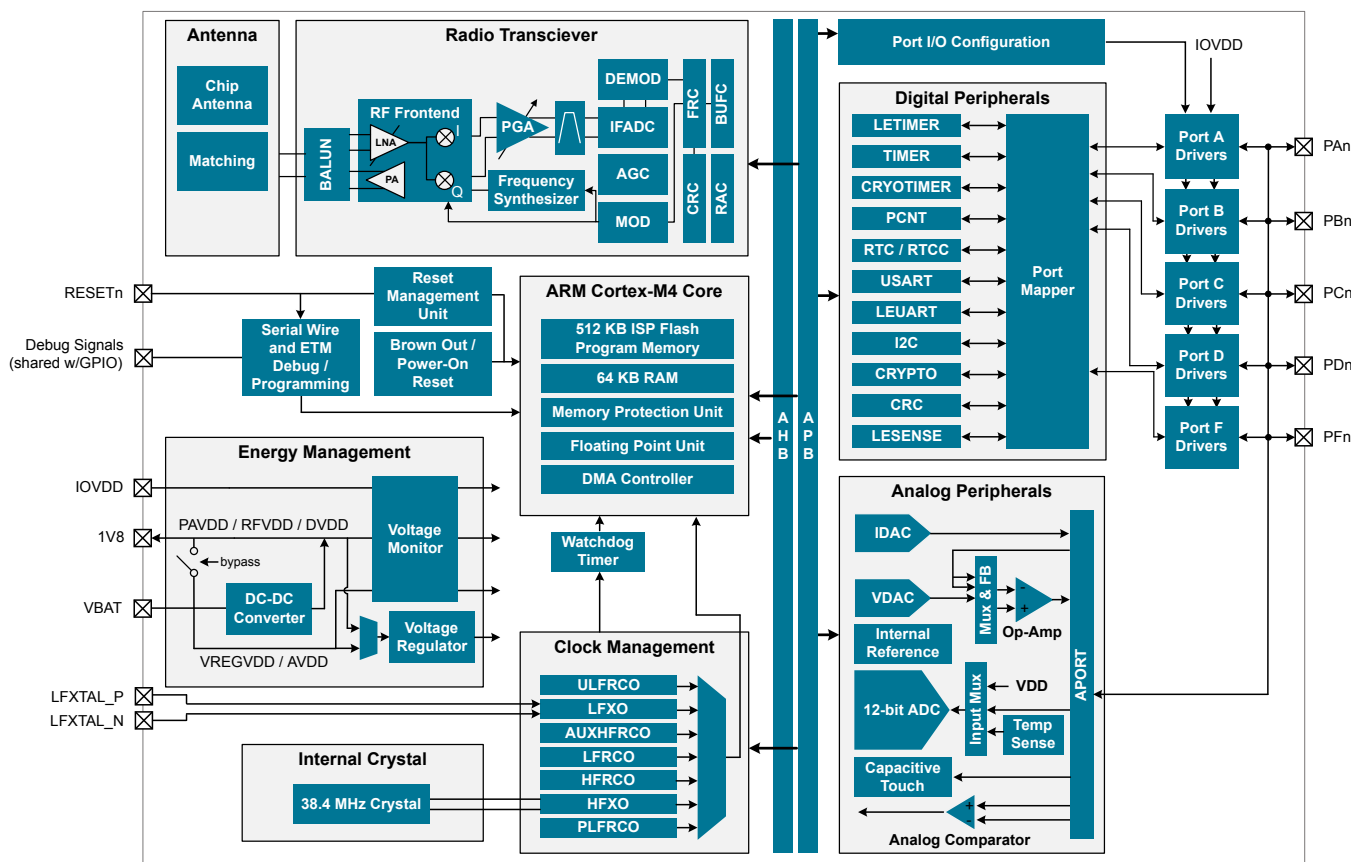 Antenna
Chip
Antenna
Matching
Radio Transciever
BALUN
RF Frontend
LNA
PA
I
Q
PGA
Frequency
Synthesizer
DEMOD
IFADC
AGC
MOD
FRC
BUFC
CRC
RAC
RESETn
Debug Signals
(shared w/GPIO)
Reset
Management
Unit
Serial Wire
and ETM
Debug /
Programming
Brown Out /
Power-On
Reset
ARM Cortex-M4 Core
512 KB ISP Flash
Program Memory
64 KB RAM
Memory Protection Unit
Floating Point Unit
DMA Controller
Watchdog
Timer
Energy Management
IOVDD
1V8
VBAT
PAVDD / RFVDD / DVDD
bypass
DC-DC
Converter
Voltage
Monitor
Voltage
Regulator
VREGVDD / AVDD
LFXTAL_P
LFXTAL_N
Internal Crystal
38.4 MHz Crystal
Clock Management
ULFRCO
LFXO
AUXHFRCO
LFRCO
HFRCO
HFXO
PLFRCO
A
H
B
A
P
B
Port I/O Configuration
IOVDD
Digital Peripherals
LETIMER
TIMER
CRYOTIMER
PCNT
RTC / RTCC
USART
LEUART
I2C
CRYPTO
CRC
LESENSE
Port
Mapper
Port A
Drivers
Port B
Drivers
Port C
Drivers
Port D
Drivers
Port F
Drivers
PAn
PBn
PCn
PDn
PFn
Analog Peripherals
IDAC
VDAC
Mux & FB
-
+
Op-Amp
Internal
Reference
12-bit ADC
Input Mux
VDD
Temp
Sense
Capacitive
Touch
+
-
Analog Comparator
APORT